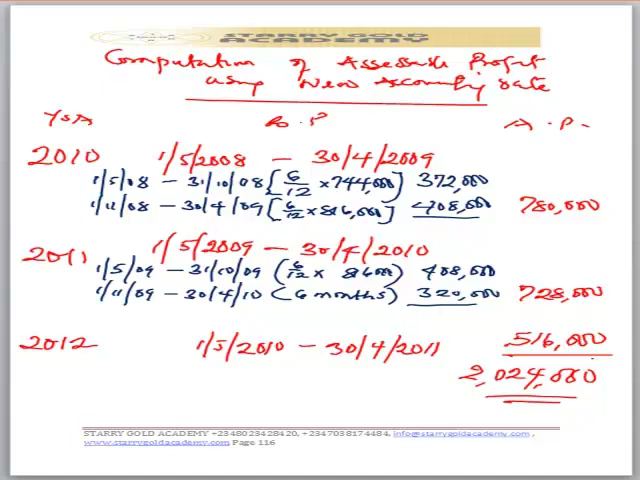 STARRY GOLD
ACADEMY
Computation of Assessable Profit
using New Accounting date
YOA B.P A.P.
2010 1/5/2008 – 30/4/2009
1/5/08 – 31/10/08 [6/12 x 744000] 372,000
1/11/08 – 30/4/09 [6/12 x 816,000] 408,000 780,000
2011 1/5/2009 – 30/4/2010
1/5/09 – 31/10/09 (6/12 x 816000) 408,000
1/11/09 – 30/4/10 (6 months) 320,000 728,000
2012 1/5/2010 – 30/4/2011 516,000
2,024,000
STARRY GOLD ACADEMY +2348023428420, +2347038174484, info@starrygoldacademy.com ,
www.starrygoldacademy.com Page 116